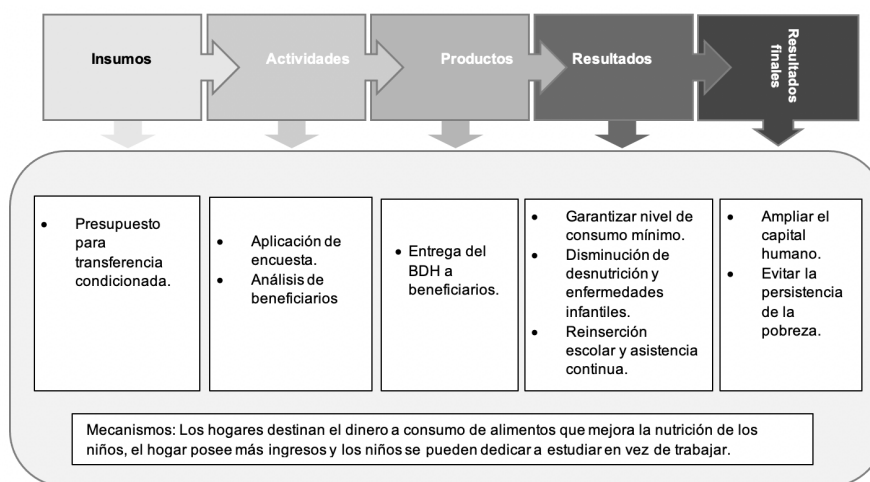 Insumos
Actividades
Productos
Resultados
Resultados
finales
• Presupuesto
para
transferencia
condicionada.
• Aplicación de
encuesta.
• Análisis de
beneficiarios
• Entrega del
BDH a
beneficiarios.
• Garantizar nivel de
consumo mínimo.
• Disminución de
desnutrición y
enfermedades
infantiles.
• Reinserción
escolar y asistencia
continua.
• Ampliar el
capital
humano.
• Evitar la
persistencia
de la
pobreza.
Mecanismos: Los hogares destinan el dinero a consumo de alimentos que mejora la nutrición de los
niños, el hogar posee más ingresos y los niños se pueden dedicar a estudiar en vez de trabajar.